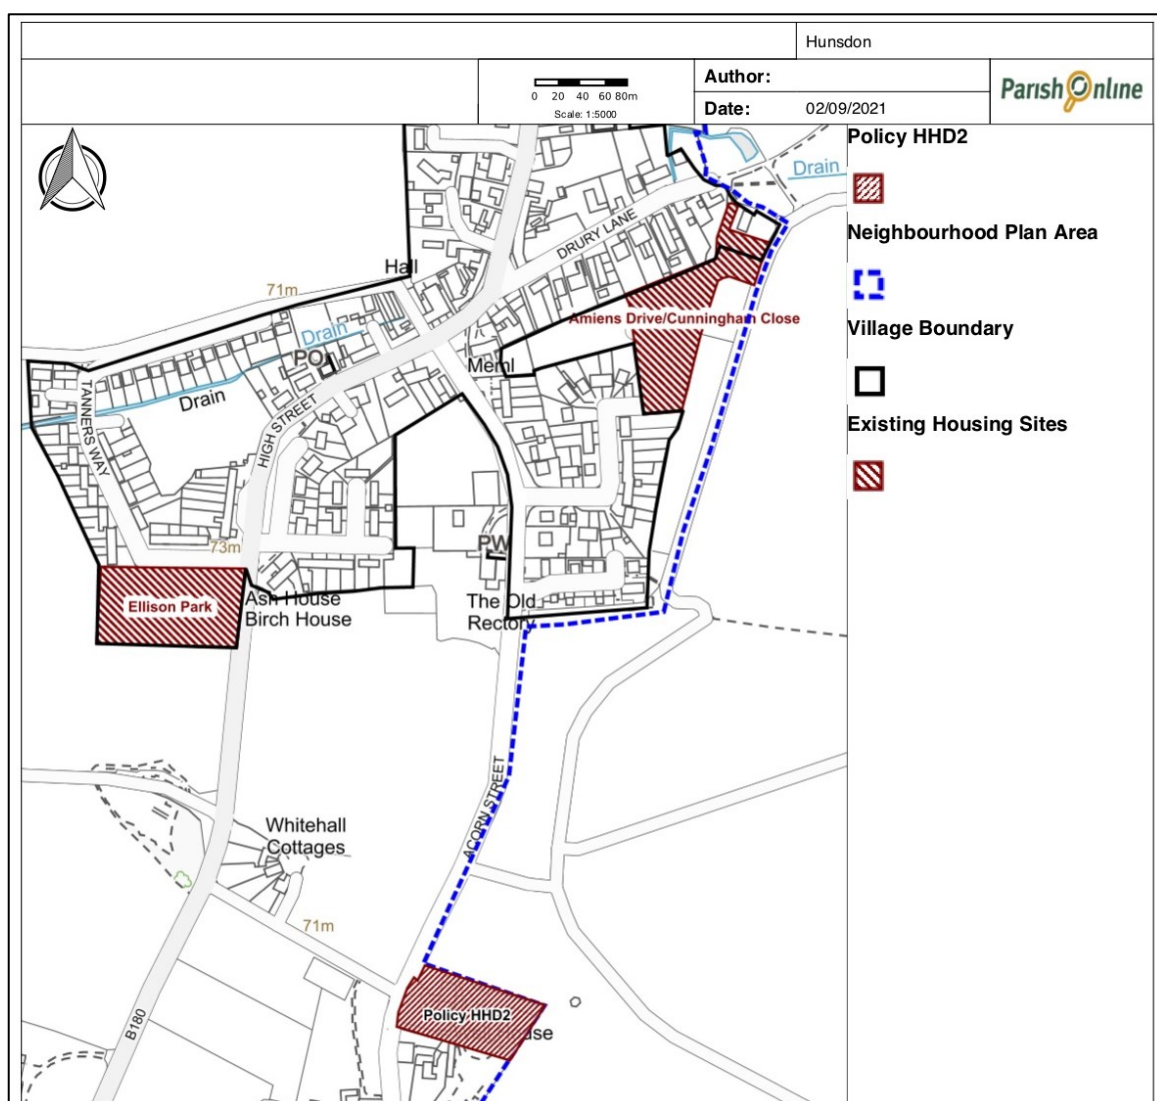 Hunsdon
0 20 40 60 80m
Scale: 1:5000
Author:
Date: 02/09/2021
Parish Online
Policy HHD2
Neighbourhood Plan Area
Village Boundary
Existing Housing Sites
Drain
DRURY LANE
Hall
71m
Drain
Amiens Drive/Cunningham Close
PO
Meml
Drain
TANNERS WAY
HIGH STREET
73m
PW
Ellison Park
Ash House
Birch House
The Old
Rectory
ACORN STREET
Whitehall
Cottages
71m
B180
Policy HHD2